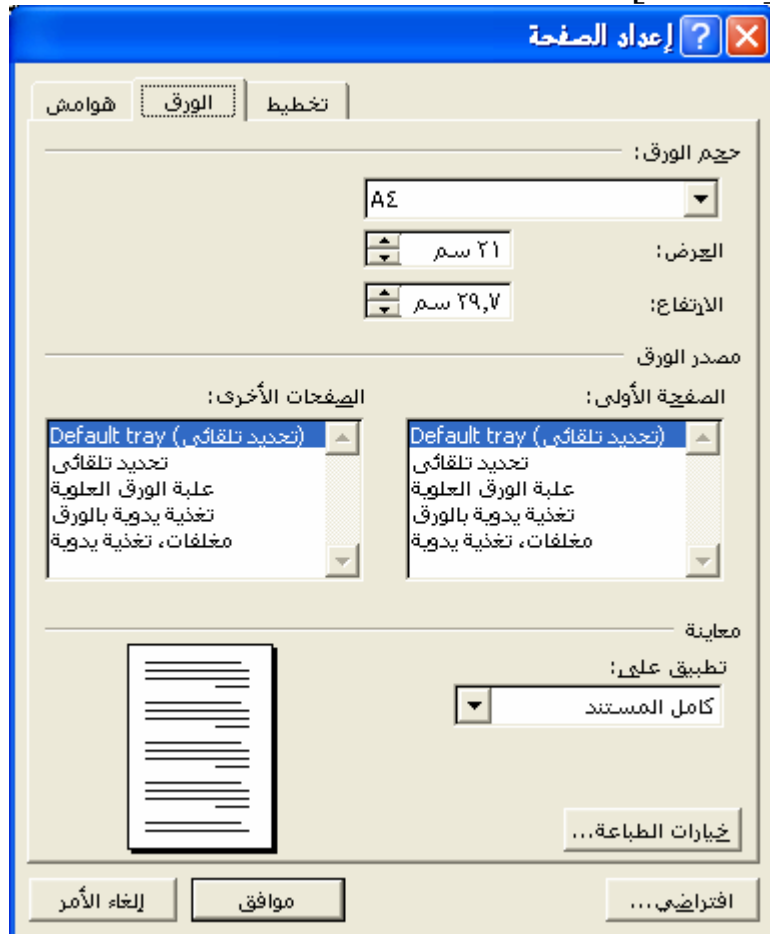 إعداد الصفحة
هوامش
الورق
تخطيط
حجم الورق:
A٤
العرض:
٢١ سم
الارتفاع:
٢٩,٧ سم
مصدر الورق
الصفحة الأولى:
Default tray (تحديد تلقائي)
تحديد تلقائي
علبة الورق العلوية
تغذية يدوية بالورق
مغلفات، تغذية يدوية
الصفحات الأخرى:
Default tray (تحديد تلقائي)
تحديد تلقائي
علبة الورق العلوية
تغذية يدوية بالورق
مغلفات، تغذية يدوية
معاينة
تطبيق على:
كامل المستند
خيارات الطباعة...
افتراضي...
موافق
إلغاء الأمر